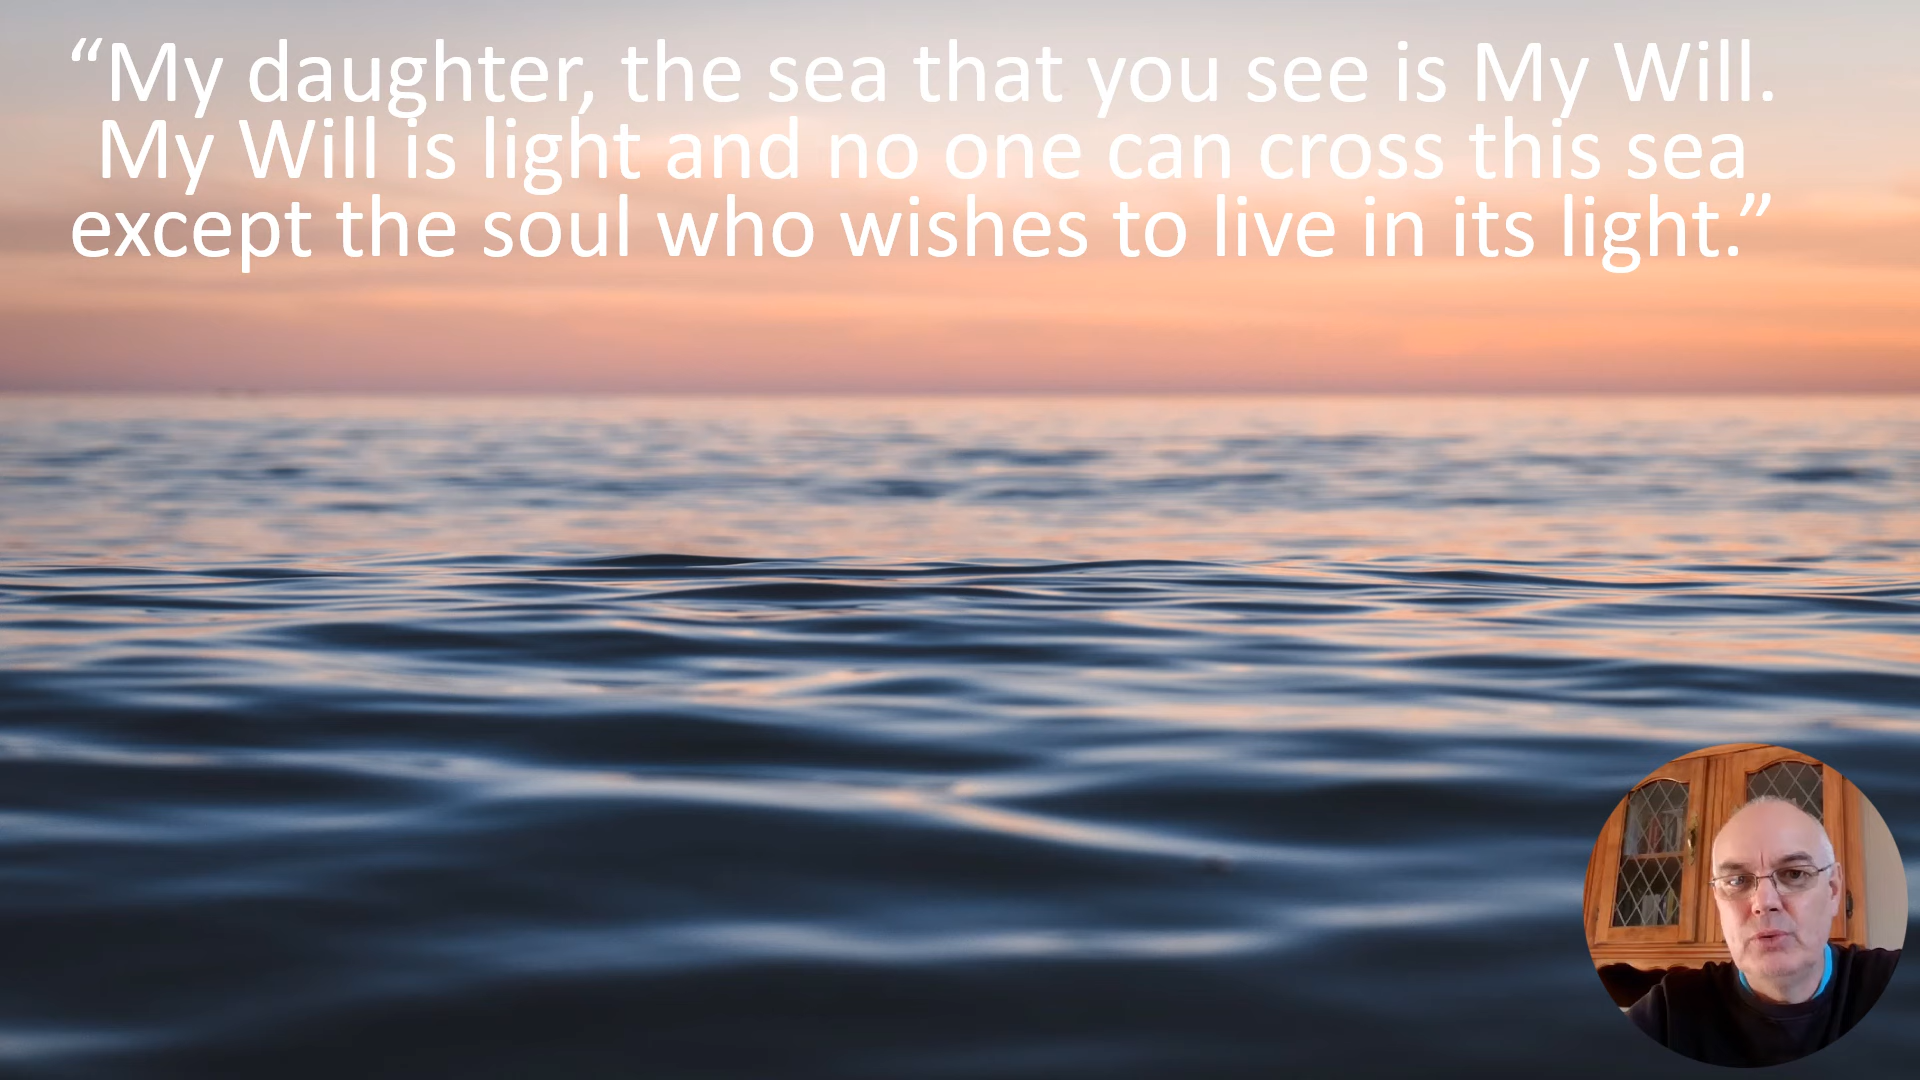 “My daughter, the sea that you see is My Will.
My Will is light and no one can cross this sea
except the soul who wishes to live in its light.”